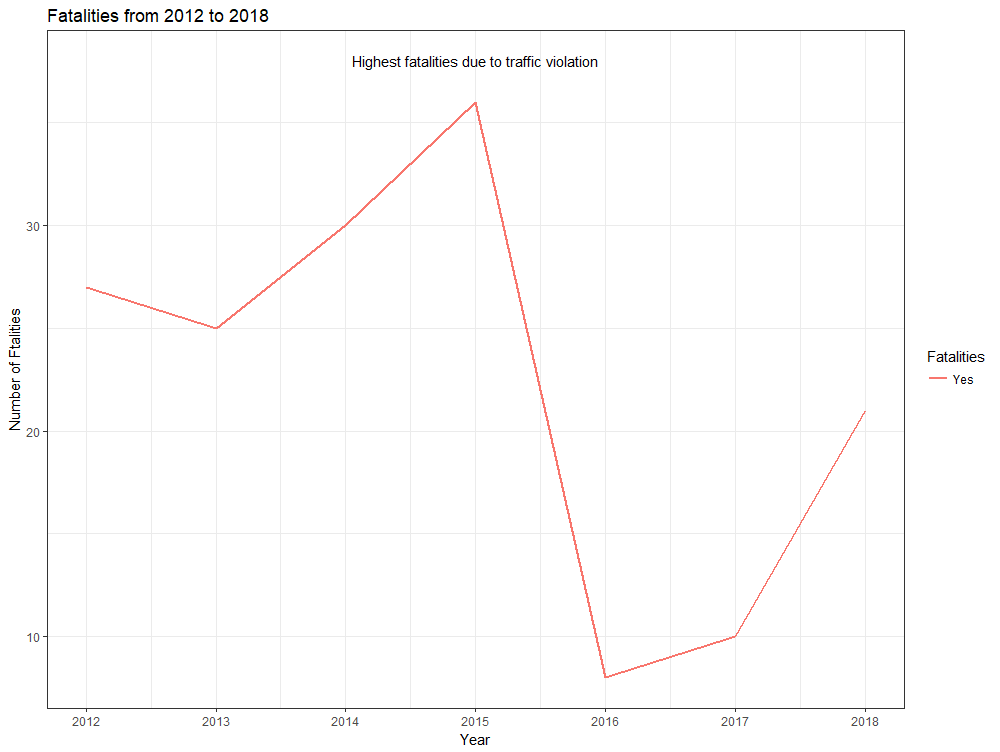 Fatalities from 2012 to 2018
Highest fatalities due to traffic violation
30
20
10
Number of Ftalities
2012 2013 2014 2015 2016 2017 2018
Year
Fatalities
Yes